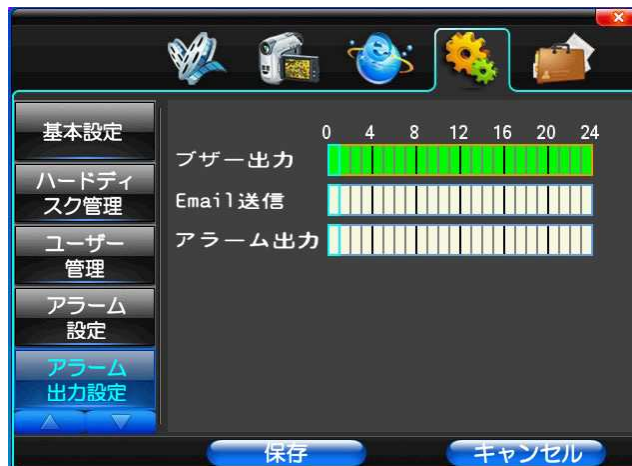 基本設定
ハードディ
スク管理
ユーザー
管理
アラーム
設定
アラーム
出力設定
0 4 8 12 16 20 24
ブザー出力
Email送信
アラーム出力
保存
キャンセル